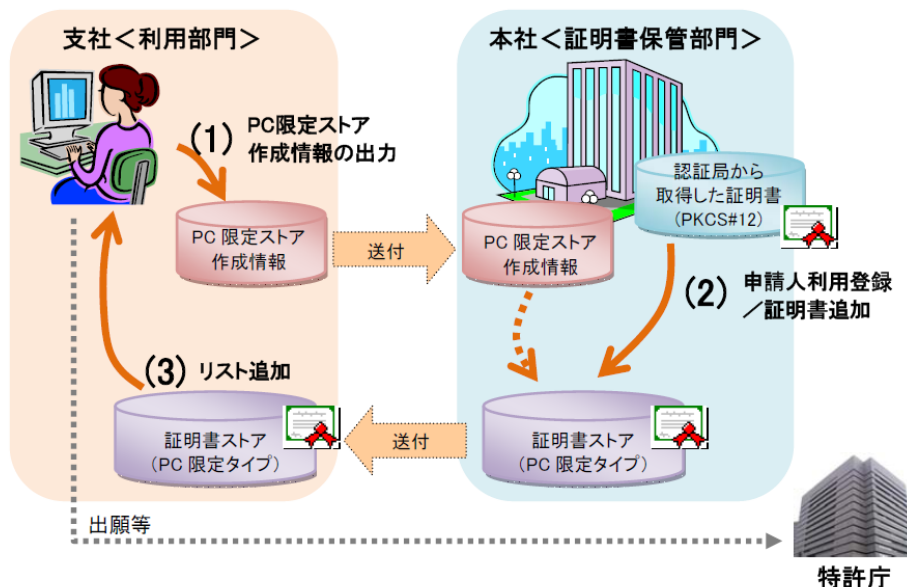 支社＜利用部門＞
本社＜証明書保管部門＞
(1)
PC限定ストア
作成情報の出力
認証局から
取得した証明書
(PKCS#12)
PC 限定ストア
作成情報
送付
PC 限定ストア
作成情報
(2)
申請人利用登録
／証明書追加
(3) リスト追加
証明書ストア
(PC 限定タイプ)
送付
証明書ストア
(PC 限定タイプ)
出願等
特許庁